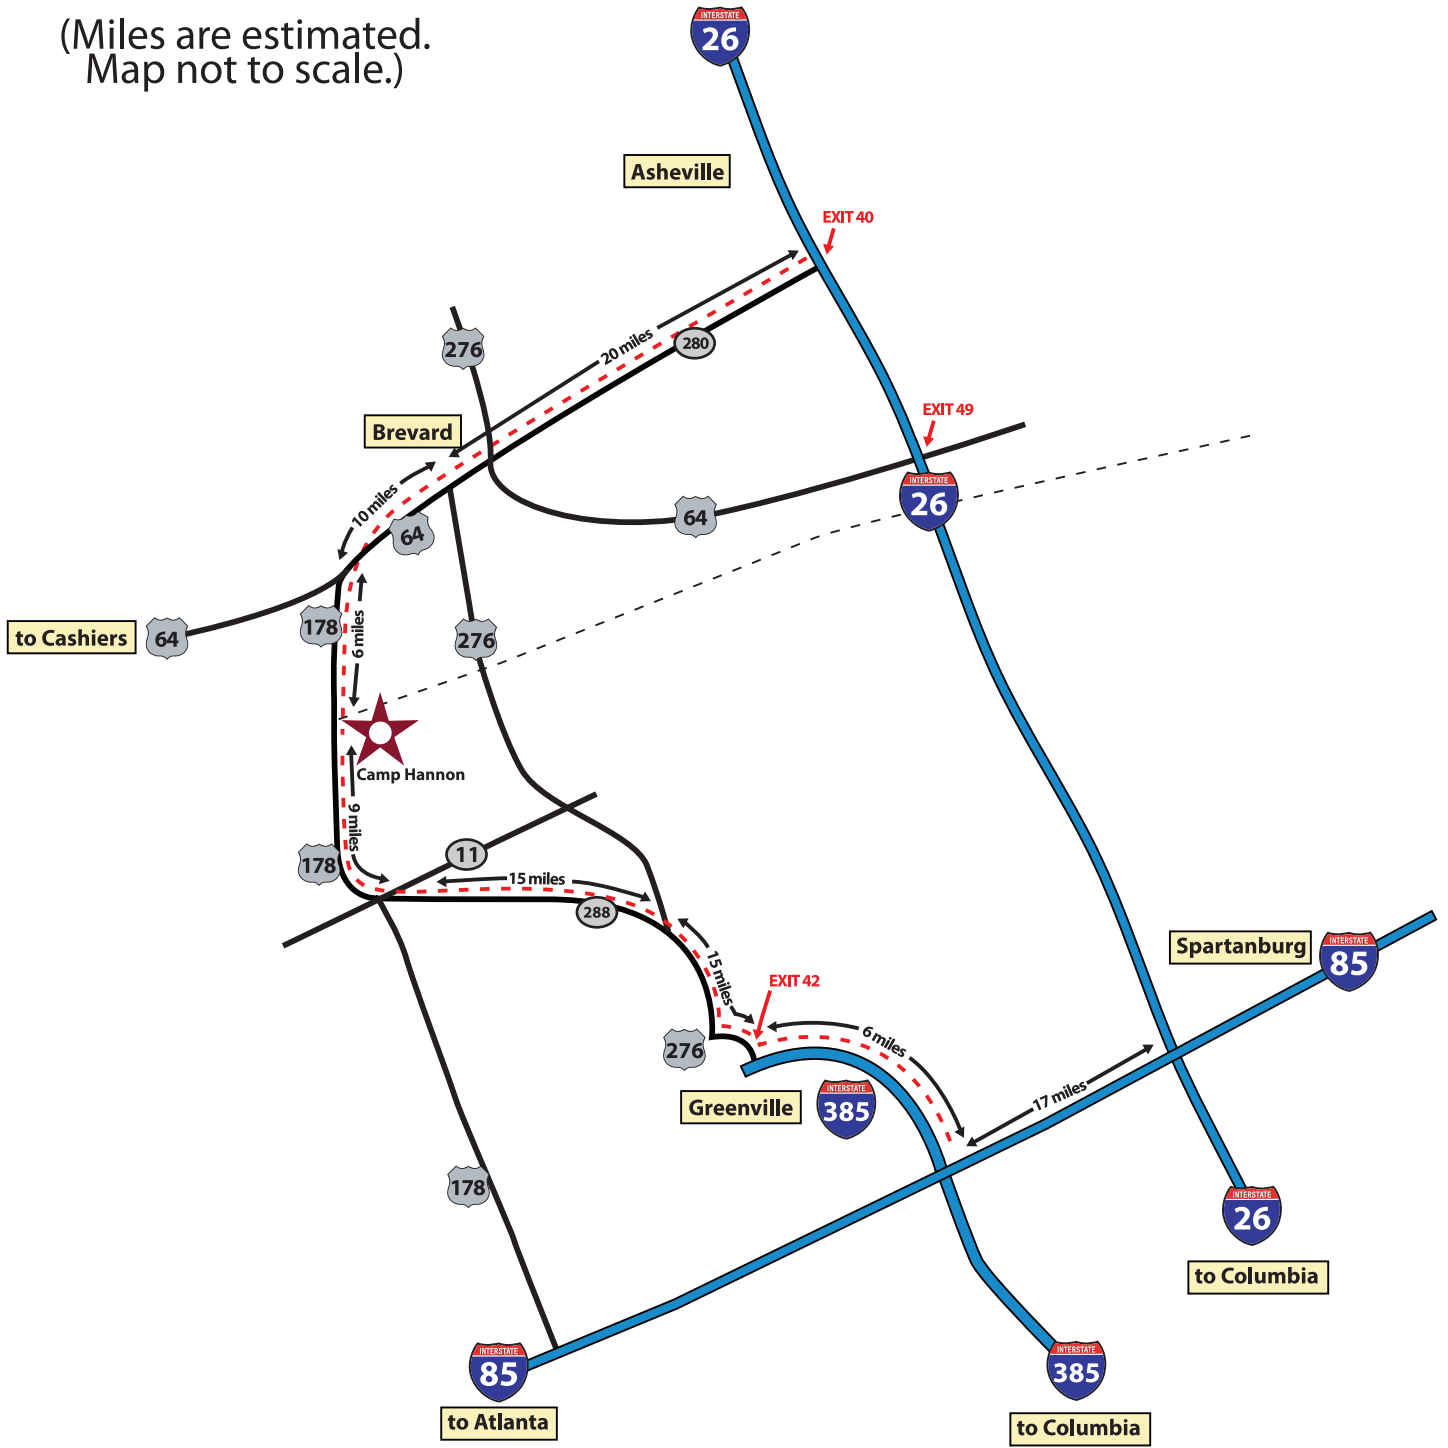 (Miles are estimated.
Map not to scale.)
INTERSTATE
26
Asheville
EXIT 40
276
20 miles
280
Brevard
EXIT 49
10 miles
64
64
INTERSTATE
26
to Cashiers
64
178
6 miles
276
Camp Hannon
9 miles
178
11
15 miles
288
15 miles
EXIT 42
Spartanburg
INTERSTATE
85
276
6 miles
Greenville
INTERSTATE
385
17 miles
178
INTERSTATE
26
to Columbia
INTERSTATE
85
to Atlanta
INTERSTATE
385
to Columbia